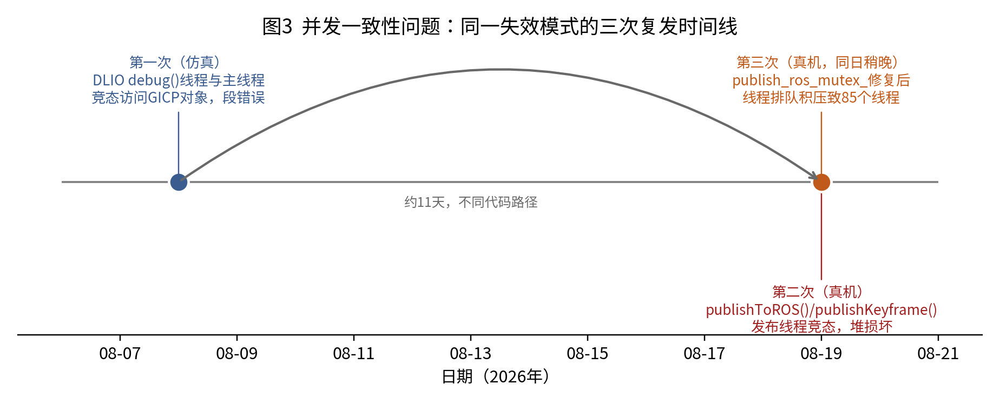 图3 并发一致性问题：同一失效模式的三次复发时间线
第一次（仿真）
DLIO debug()线程与主线程
竞态访问GICP对象，段错误
第三次（真机，同日稍晚）
publish_ros_mutex_修复后
线程排队积压致85个线程
约11天，不同代码路径
第二次（真机）
publishToROS()/publishKeyframe()
发布线程竞态，堆损坏
08-07
08-09
08-11
08-13
08-15
08-17
08-19
08-21
日期（2026年）